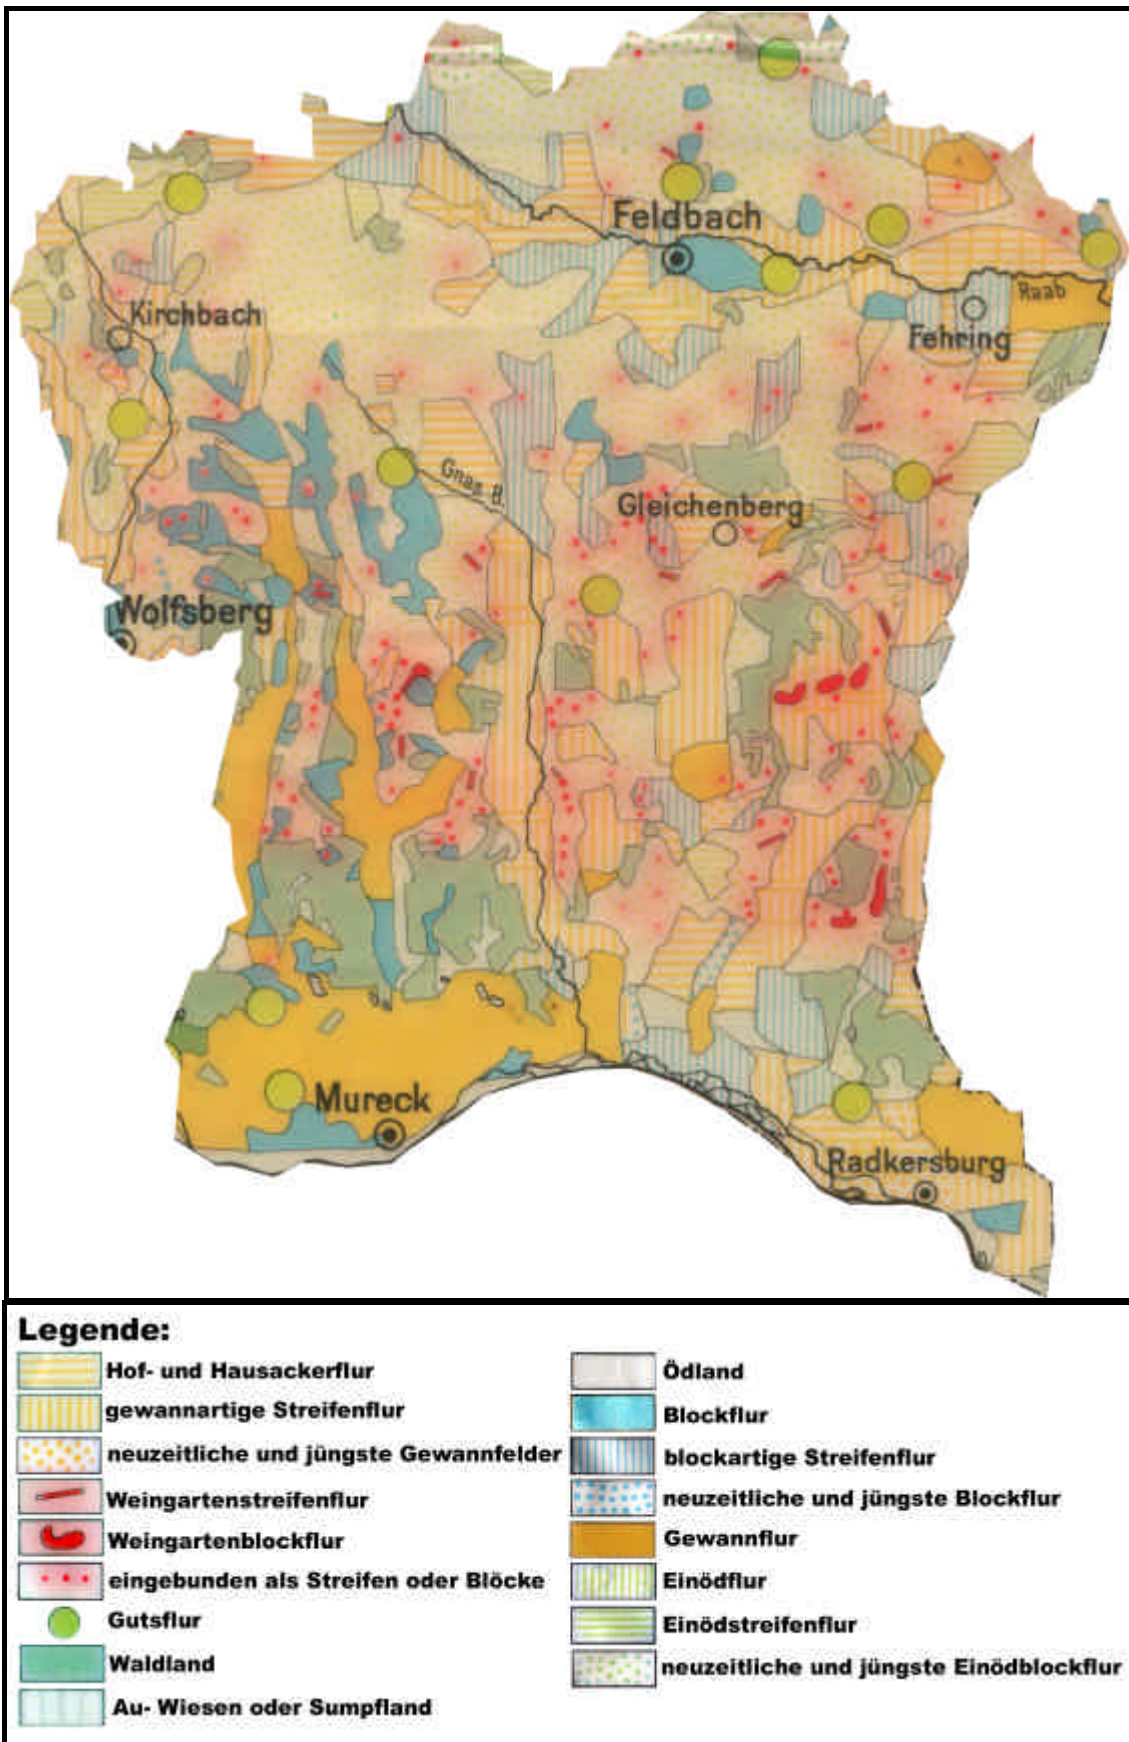 Feldbach
Raab
Kirchbach
Fehring
Gnas B.
Gleichenberg
Wolfsberg
Mureck
Radkersburg
Legende:
Hof- und Hausackerflur
gewannartige Streifenflur
neuzeitliche und jüngste Gewannfelder
Weingartenstreifenflur
Weingartenblockflur
eingebunden als Streifen oder Blöcke
Gutsflur
Waldland
Au- Wiesen oder Sumpfland
Ödland
Blockflur
blockartige Streifenflur
neuzeitliche und jüngste Blockflur
Gewannflur
Einödflur
Einödstreifenflur
neuzeitliche und jüngste Einödblockflur